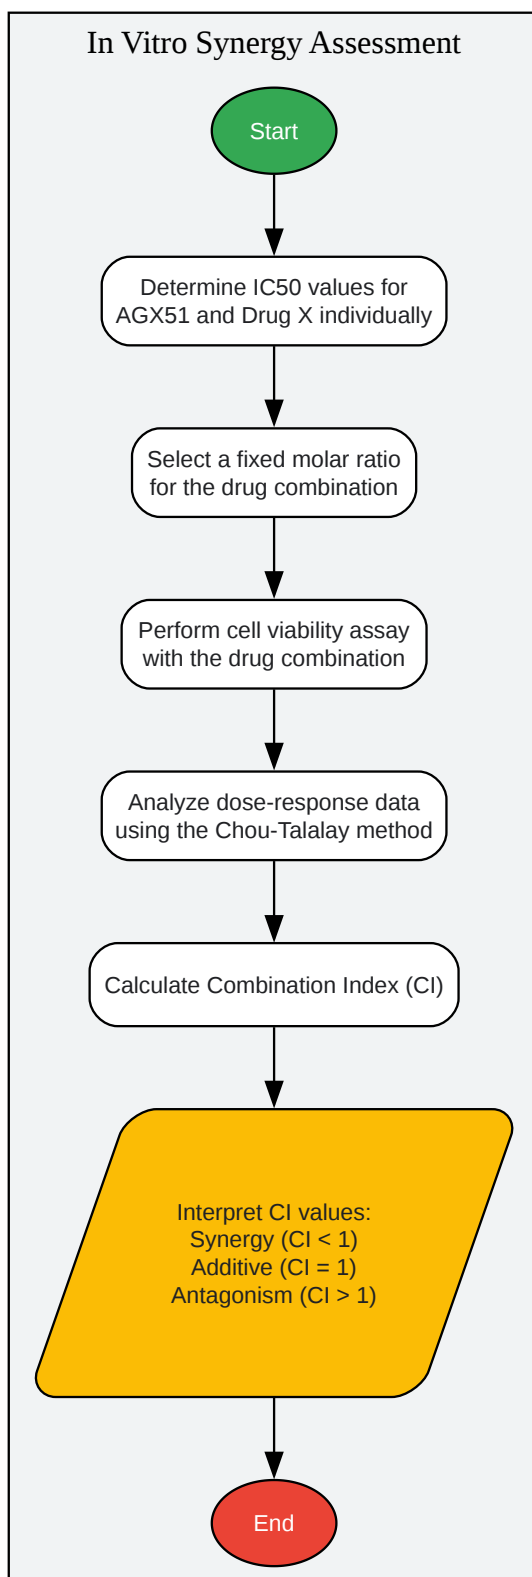 In Vitro Synergy Assessment
Start
Determine IC50 values for
AGX51 and Drug X individually
Select a fixed molar ratio
for the drug combination
Perform cell viability assay
with the drug combination
Analyze dose-response data
using the Chou-Talalay method
Calculate Combination Index (CI)
Interpret CI values:
Synergy (CI < 1)
Additive (CI = 1)
Antagonism (CI > 1)
End